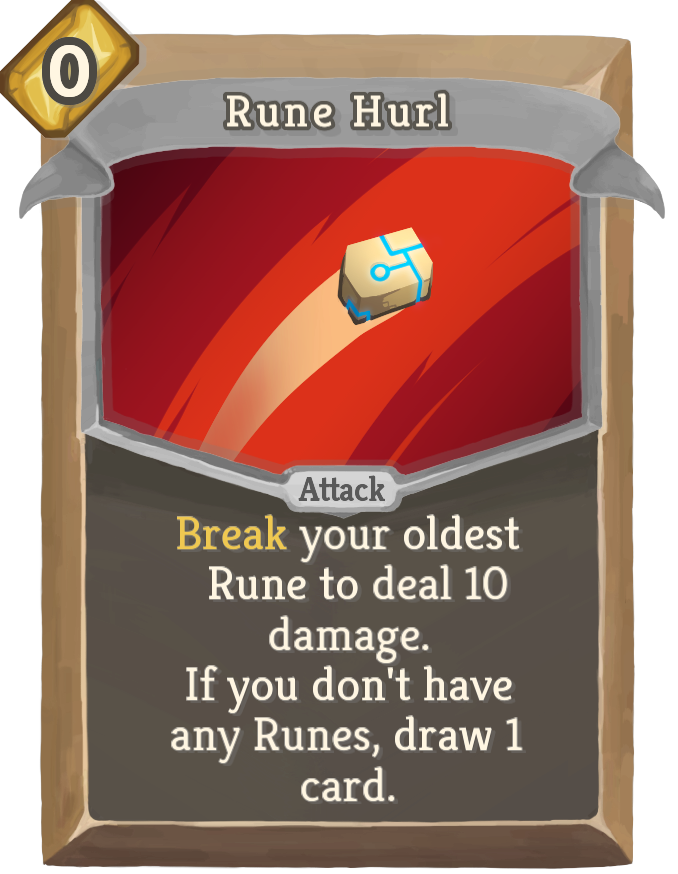 0
Rune Hurl
Attack
Break your oldest
Rune to deal 10
damage.
If you don't have
any Runes, draw 1
card.